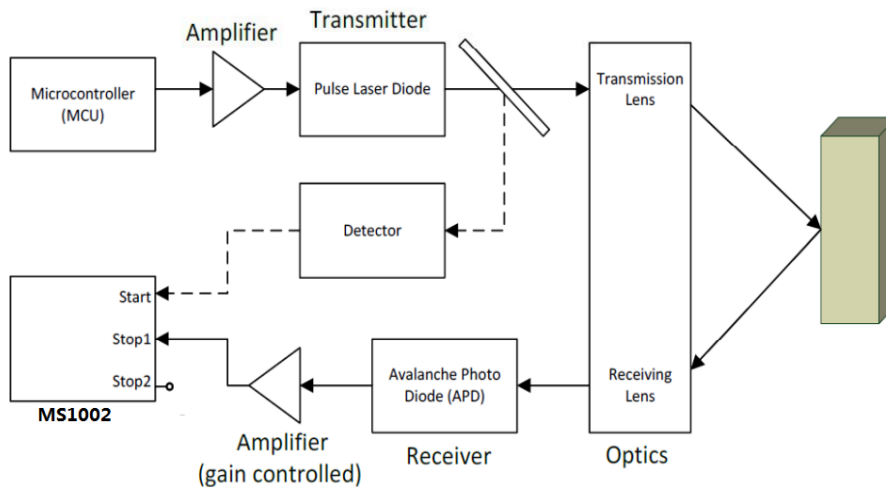 Amplifier
Transmitter
Microcontroller
(MCU)
Pulse Laser Diode
Transmission
Lens
Detector
Start
Stop1
Stop2
MS1002
Avalanche Photo
Diode (APD)
Receiving
Lens
Amplifier
(gain controlled)
Receiver
Optics